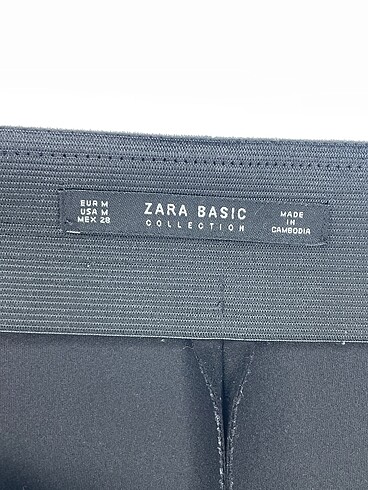 EUR M
USA M
MEX 28
ZARA BASIC
COLLECTION
MADE
IN
CAMBODIA